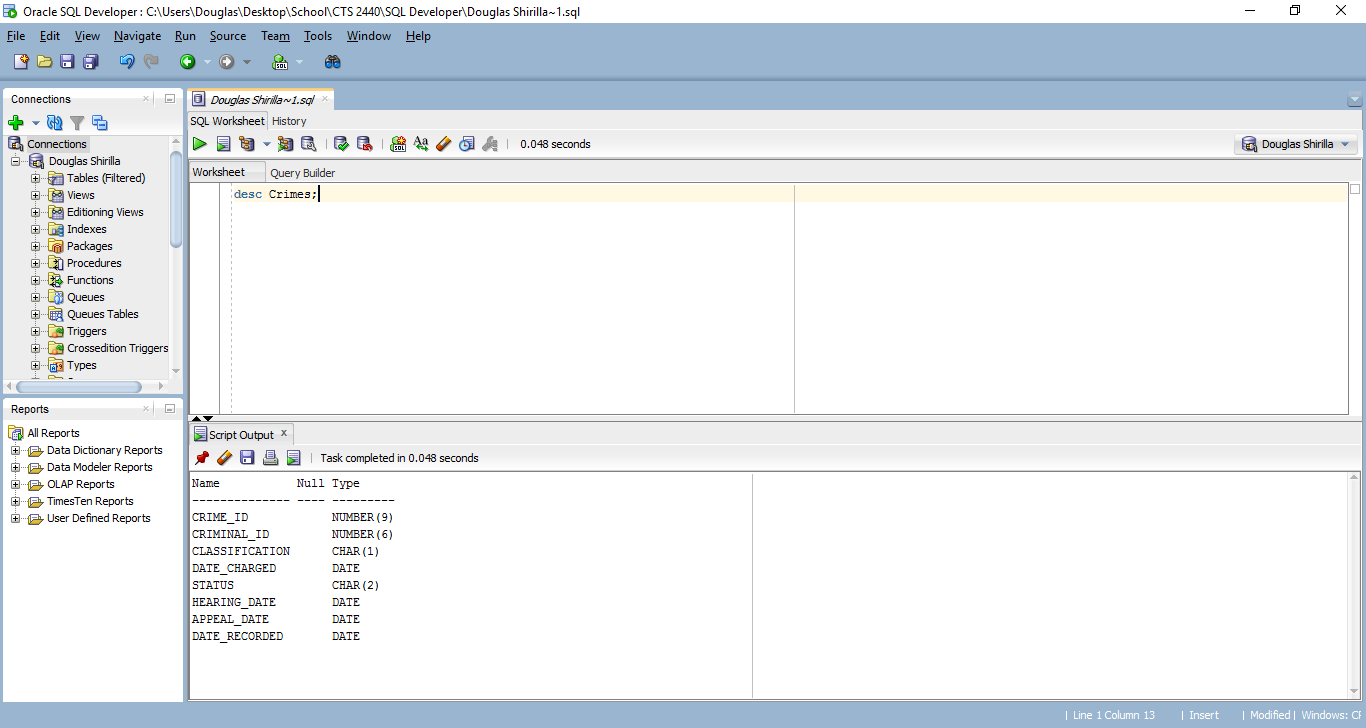 Oracle SQL Developer : C:\Users\Douglas\Desktop\School\CTS 2440\SQL Developer\Douglas Shirilla~1.sql
File Edit View Navigate Run Source Team Tools Window Help
Connections
Connections
Douglas Shirilla
Tables (Filtered)
Views
Editioning Views
Indexes
Packages
Procedures
Functions
Queues
Queues Tables
Triggers
Crossedition Triggers
Types
Reports
All Reports
Data Dictionary Reports
Data Modeler Reports
OLAP Reports
TimesTen Reports
User Defined Reports
Douglas Shirilla~1.sql
SQL Worksheet History
0.048 seconds
Douglas Shirilla
Worksheet Query Builder
desc Crimes;
Script Output
Task completed in 0.048 seconds
Name Null Type
-------------- ---- ---------
CRIME_ID NUMBER(9)
CRIMINAL_ID NUMBER(6)
CLASSIFICATION CHAR(1)
DATE_CHARGED DATE
STATUS CHAR(2)
HEARING_DATE DATE
APPEAL_DATE DATE
DATE_RECORDED DATE
| Line 1 Column 13 | Insert | Modified | Windows: